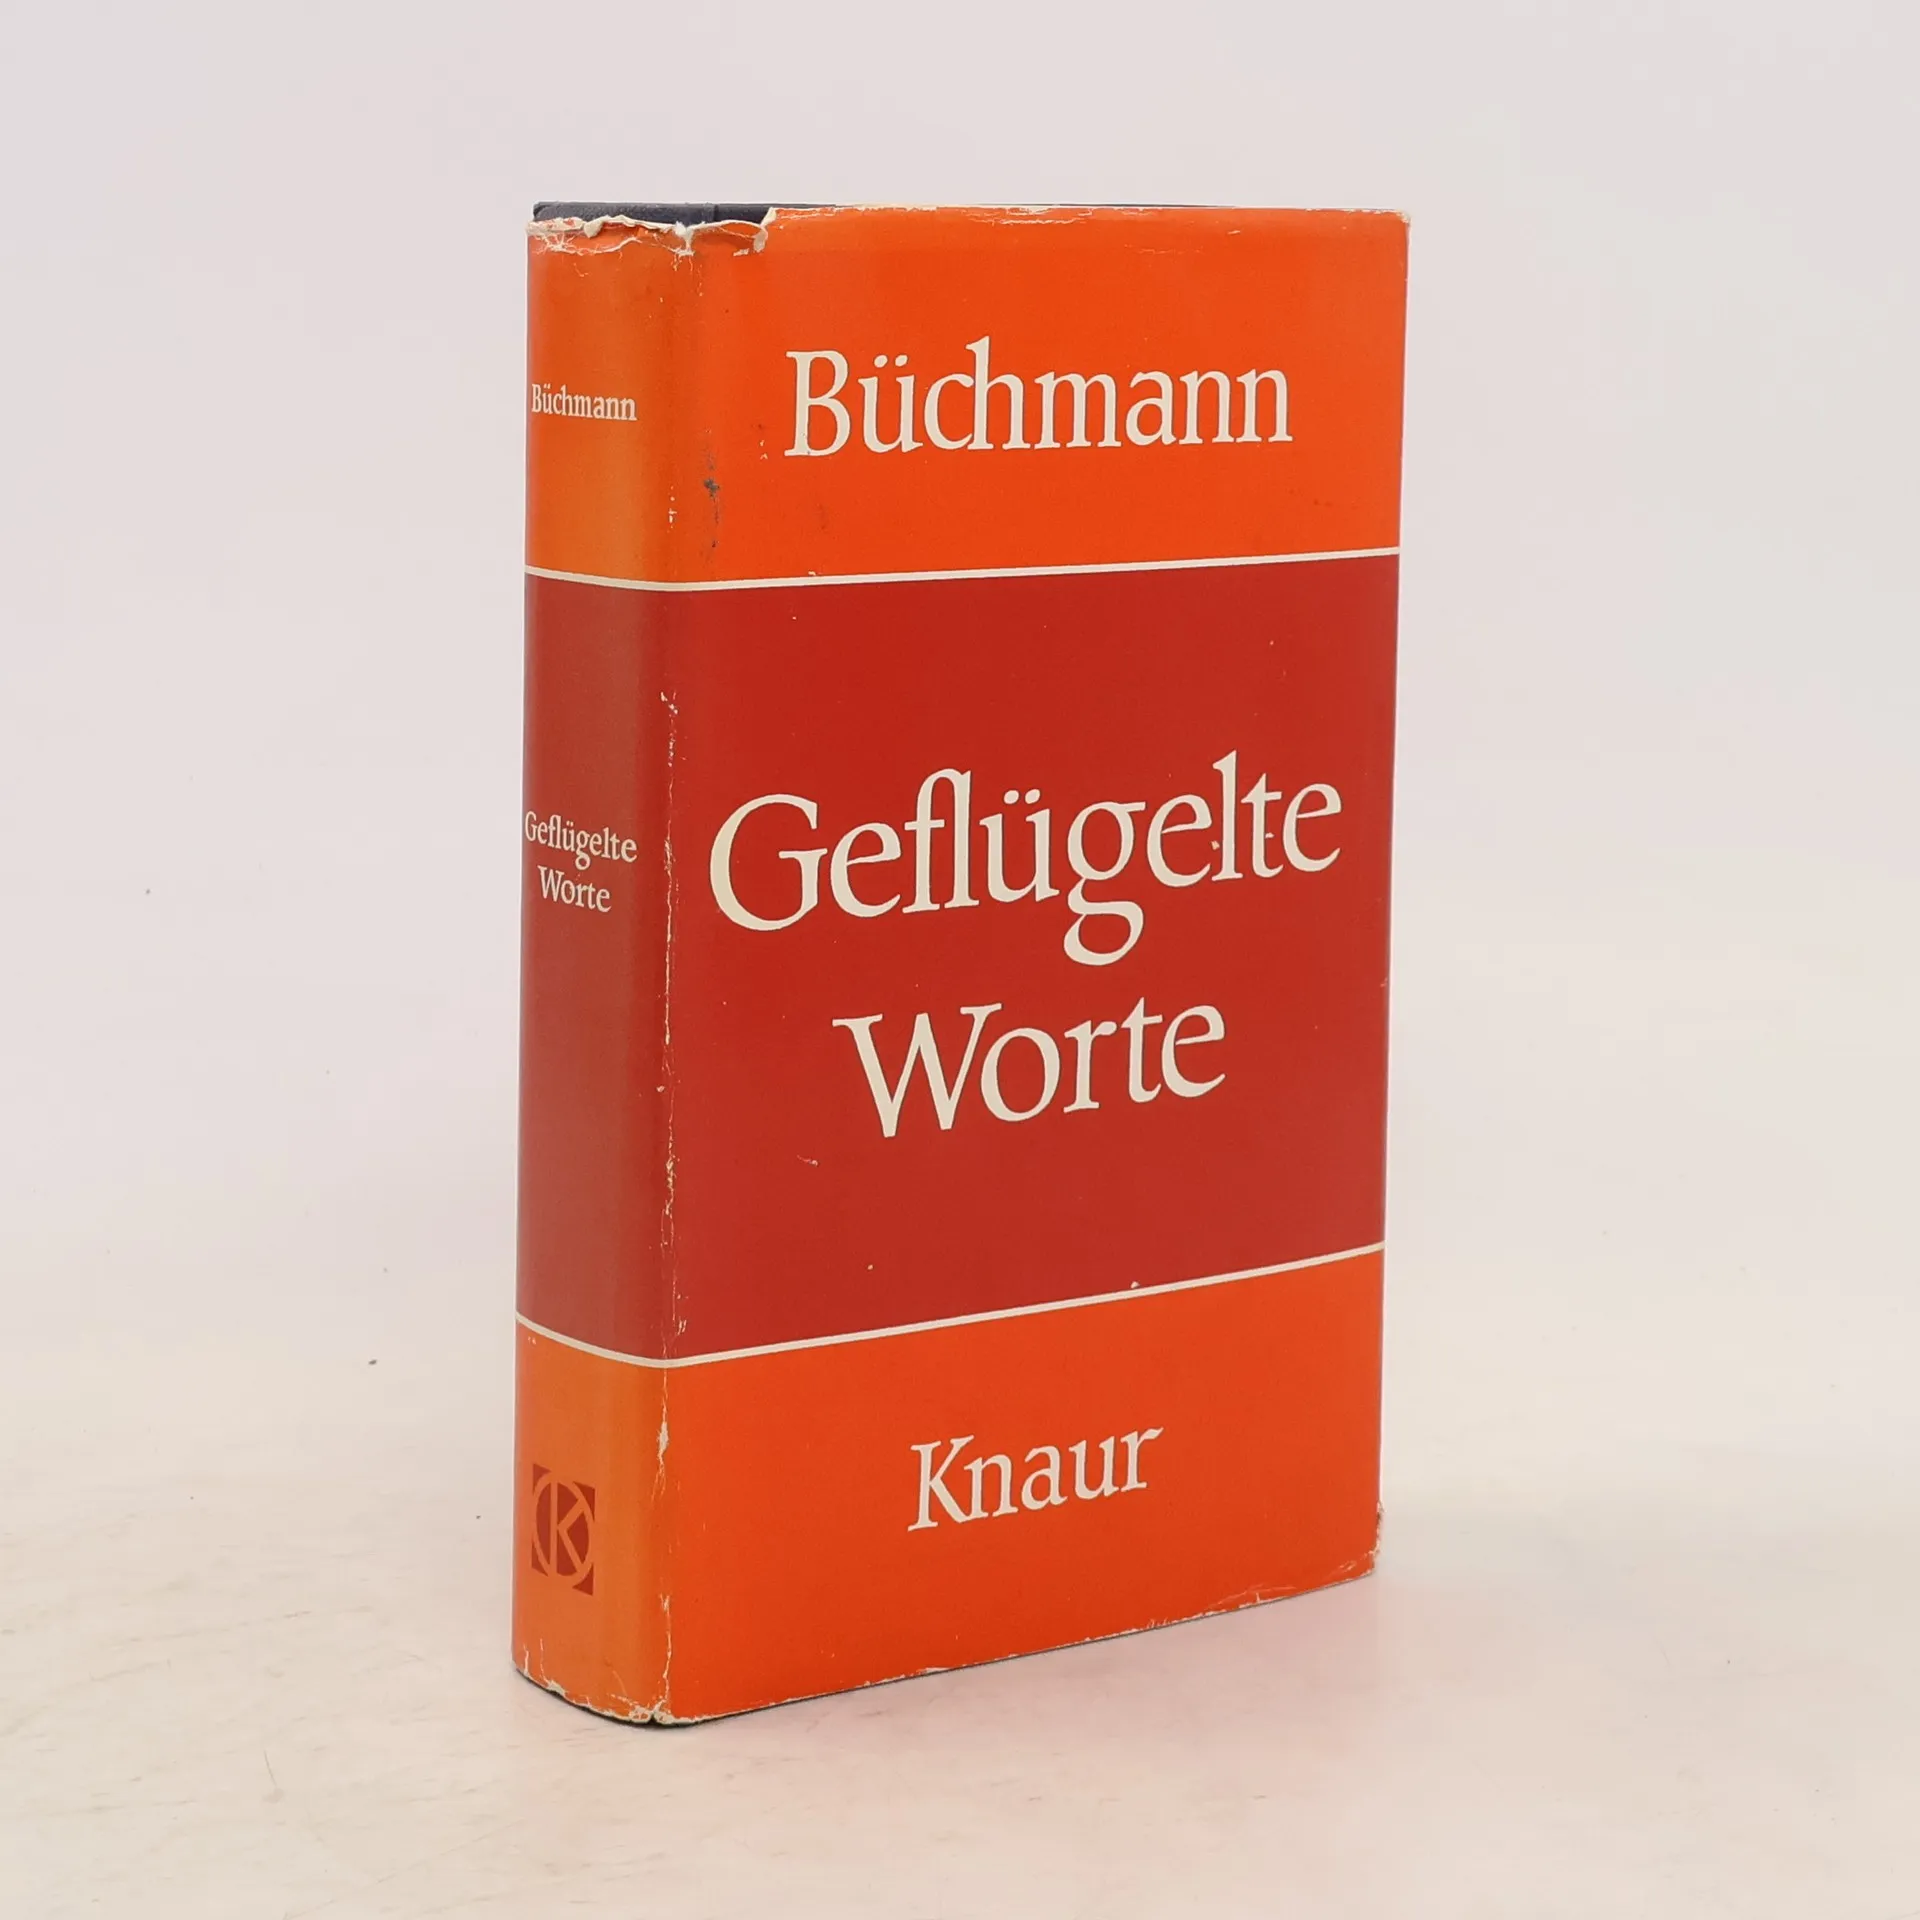 Büchmann
Geflügelte
Worte
K
Büchmann
Geflügelte
Worte
Knaur